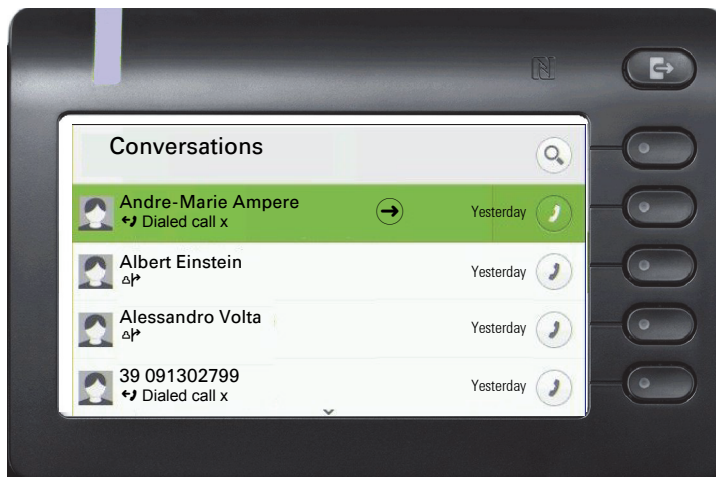 Conversations
Andre-Marie Ampere
Dialed call x
Yesterday
Albert Einstein
Yesterday
Alessandro Volta
Yesterday
39 091302799
Dialed call x
Yesterday